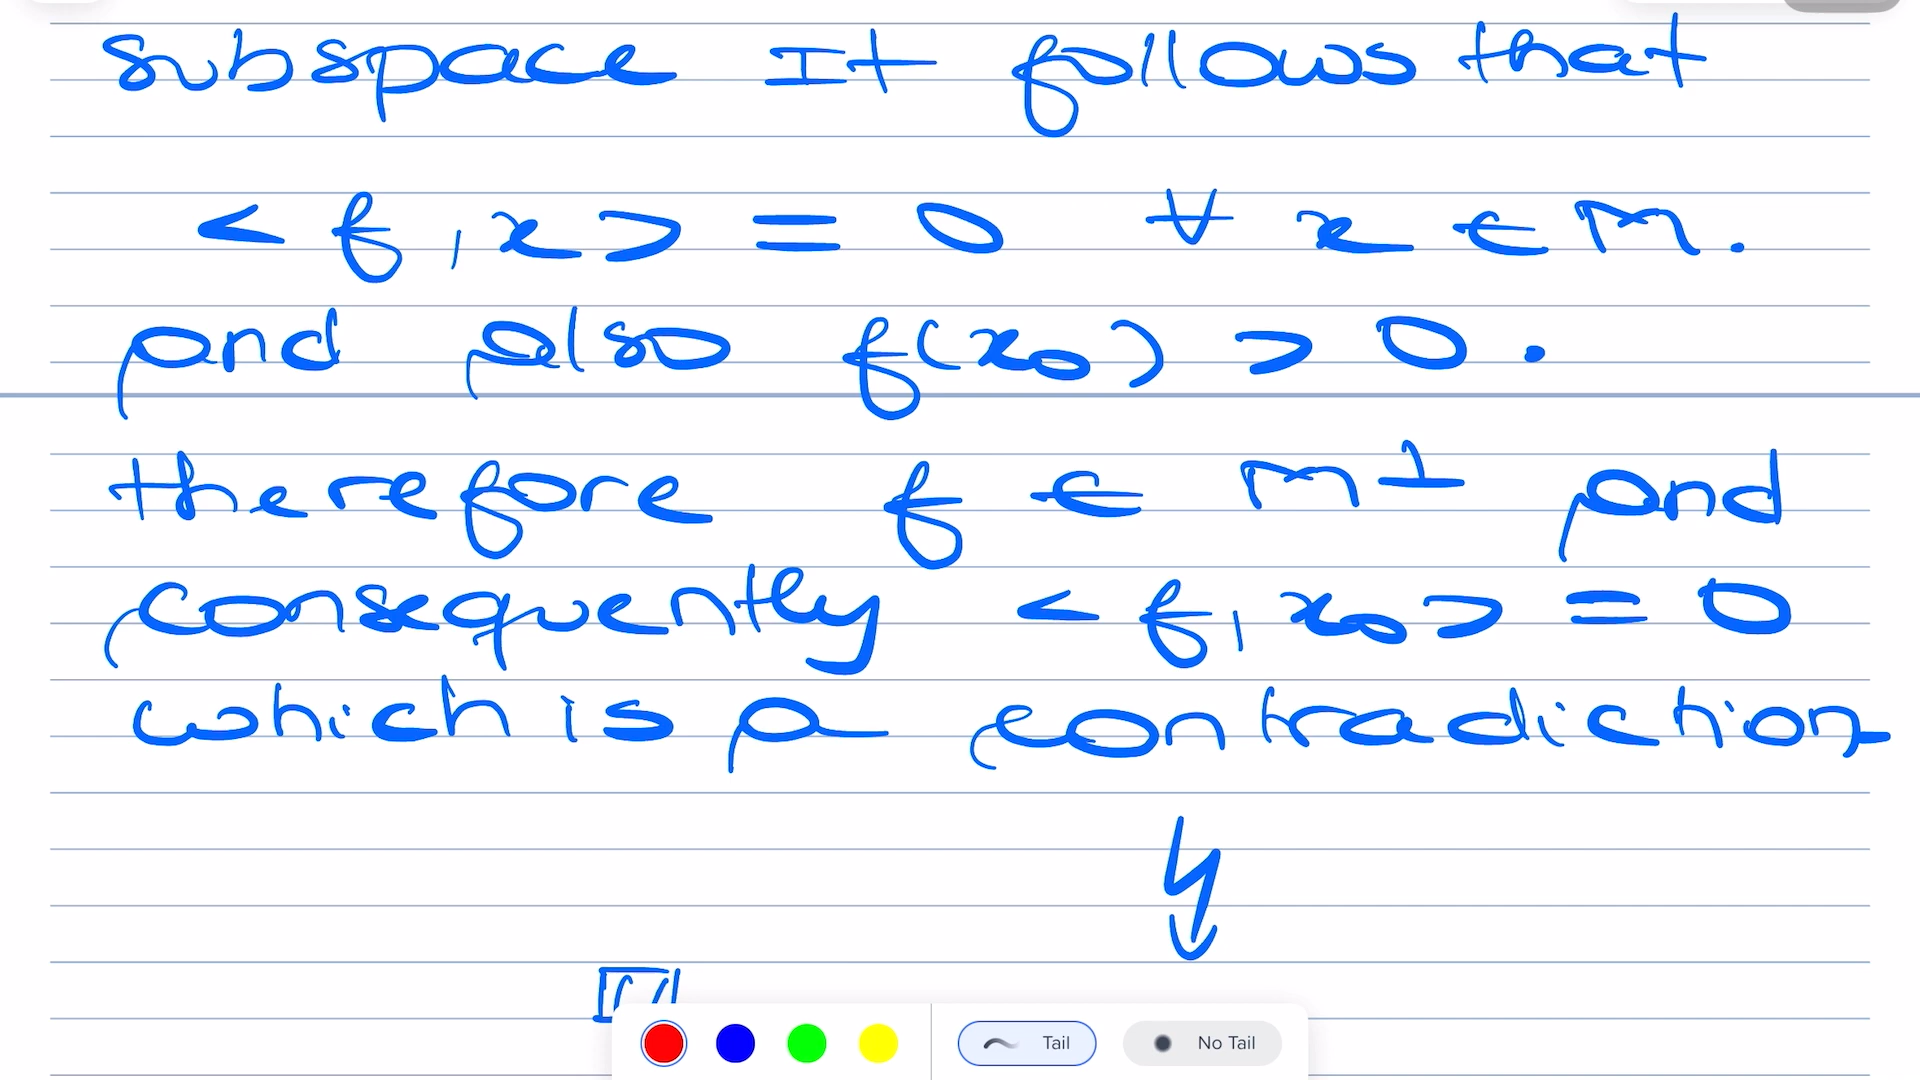 subspace It follows that
< f, x > = 0 ∀ x ∈ M.
and also f(x₀) > 0.
therefore f ∈ M⊥ and
consequently < f, x₀ > = 0
which is a contradiction
Tail No Tail